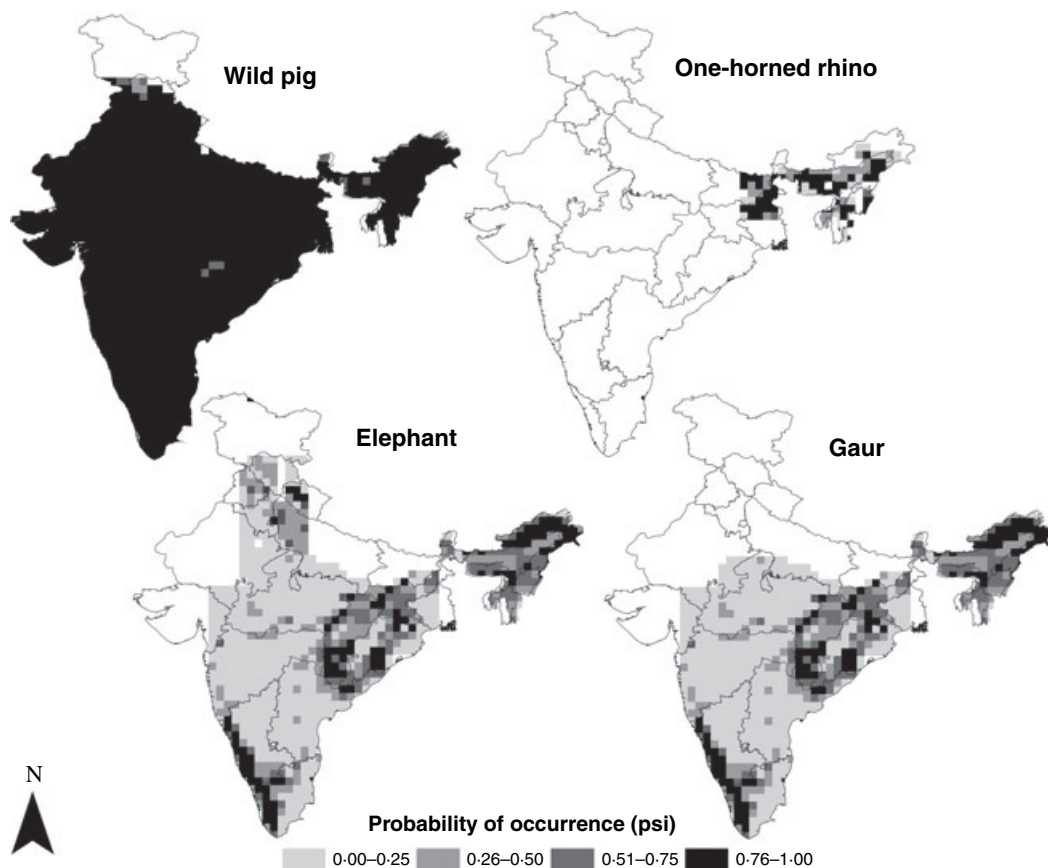 Wild pig
One-horned rhino
Elephant
Gaur
N
Probability of occurrence (psi)
0·00–0·25 0·26–0·50 0·51–0·75 0·76–1·00